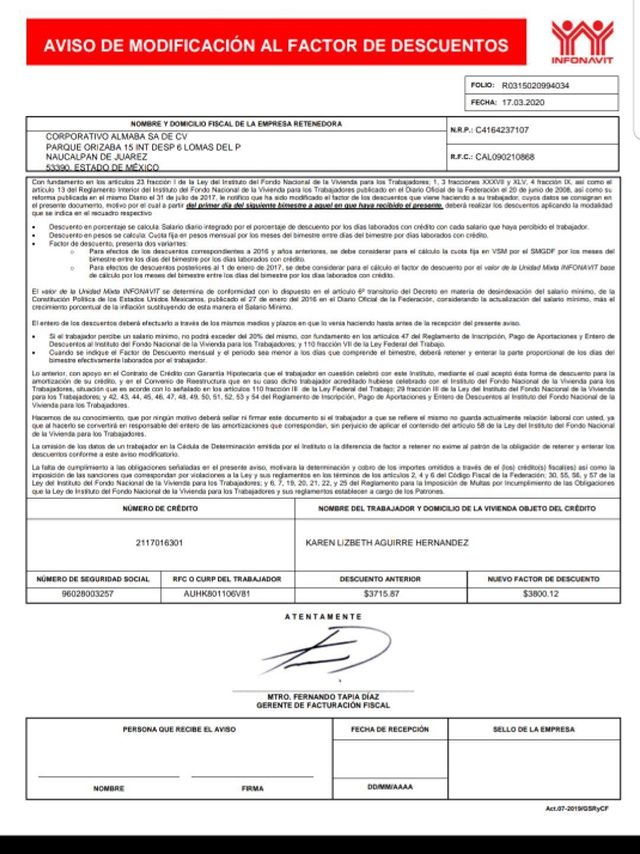 AVISO DE MODIFICACIÓN AL FACTOR DE DESCUENTOS
INFONAVIT
FOLIO: R0315020994034
FECHA: 17.03.2020
NOMBRE Y DOMICILIO FISCAL DE LA EMPRESA RETENEDORA
CORPORATIVO ALMABA SA DE CV
PARQUE ORIZABA 15 INT DESP 6 LOMAS DEL P
NAUCALPAN DE JUAREZ
53390, ESTADO DE MÉXICO
N.R.P.: C4164237107
R.F.C.: CAL090210868
Con fundamento en los artículos 23 fracción I de la Ley del Instituto del Fondo Nacional de la Vivienda para los Trabajadores; 1, 3 fracciones XXXVII y XLV, 4 fracción IX, así como el
artículo 13 del Reglamento Interior del Instituto del Fondo Nacional de la Vivienda para los Trabajadores publicado en el Diario Oficial de la Federación el 20 de junio de 2008, así como su
reforma publicada en el mismo Diario el 31 de julio de 2017, le notifico que ha sido modificado el factor de los descuentos que viene haciendo a su trabajador, cuyos datos se consignan en
el presente documento, motivo por el cual a partir del primer día del siguiente bimestre a aquel en que haya recibido el presente, deberá realizar los descuentos aplicando la modalidad
que se indica en el recuadro respectivo
• Descuento en porcentaje se calcula: Salario diario integrado por el porcentaje de descuento por los días laborados con crédito con cada salario que haya percibido el trabajador.
• Descuento en pesos se calcula: Cuota fija en pesos mensual por los meses del bimestre entre días del bimestre por días laborados con crédito.
• Factor de descuento, presenta dos variantes:
o Para efectos de los descuentos correspondientes a 2016 y años anteriores, se debe considerar para el cálculo la cuota fija en VSM por el SMGDF por los meses del
bimestre entre los días del bimestre por los días laborados con crédito.
o Para efectos de descuentos posteriores al 1 de enero de 2017, se debe considerar para el cálculo el factor de descuento por el valor de la Unidad Mixta INFONAVIT base
de cálculo por los meses del bimestre entre los días del bimestre por los días laborados con crédito.
El valor de la Unidad Mixta INFONAVIT se determina de conformidad con lo dispuesto en el artículo 6º transitorio del Decreto en materia de desindexación del salario mínimo, de la
Constitución Política de los Estados Unidos Mexicanos, publicado el 27 de enero del 2016 en el Diario Oficial de la Federación, considerando la actualización del salario mínimo, más el
crecimiento porcentual de la inflación sustituyendo de esta manera el Salario Mínimo.
El entero de los descuentos deberá efectuarlo a través de los mismos medios y plazos en que lo venía haciendo hasta antes de la recepción del presente aviso.
• Si el trabajador percibe un salario mínimo, no podrá exceder del 20% del mismo, con fundamento en los artículos 47 del Reglamento de Inscripción, Pago de Aportaciones y Entero de
Descuentos al Instituto del Fondo Nacional de la Vivienda para los Trabajadores; y 110 fracción VII de la Ley Federal del Trabajo.
• Cuando se indique el Factor de Descuento mensual y el periodo sea menor a los días que comprende el bimestre, deberá retener y enterar la parte proporcional de los días del
bimestre efectivamente laborados por el trabajador.
Lo anterior, con apoyo en el Contrato de Crédito con Garantía Hipotecaria que el trabajador en cuestión celebró con este Instituto, mediante el cual aceptó ésta forma de descuento para la
amortización de su crédito, y en el Convenio de Reestructura que en su caso dicho trabajador acreditado hubiese celebrado con el Instituto del Fondo Nacional de la Vivienda para los
Trabajadores, situación que es acorde con lo señalado en los artículos 110 fracción III de la Ley Federal del Trabajo; 29 fracción III de la Ley del Instituto del Fondo Nacional de la Vivienda
para los Trabajadores; y 42, 43, 44, 45, 46, 47, 48, 49, 50, 51, 52, 53 y 54 del Reglamento de Inscripción, Pago de Aportaciones y Entero de Descuentos al Instituto del Fondo Nacional de la
Vivienda para los Trabajadores.
Hacemos de su conocimiento, que por ningún motivo deberá sellar ni firmar este documento si el trabajador a que se refiere el mismo no guarda actualmente relación laboral con usted, ya
que al hacerlo se convertirá en responsable del entero de las amortizaciones que correspondan, sin perjuicio de aplicar el contenido del artículo 58 de la Ley del Instituto del Fondo Nacional
de la Vivienda para los Trabajadores.
La omisión de los datos de un trabajador en la Cédula de Determinación emitida por el Instituto o la diferencia de factor a retener no exime al patrón de la obligación de retener y enterar los
descuentos conforme a este aviso modificatorio.
La falta de cumplimiento a las obligaciones señaladas en el presente aviso, motivara la determinación y cobro de los importes omitidos a través de el (los) crédito(s) fiscal(es) así como la
imposición de las sanciones que correspondan por violaciones a la Ley y sus reglamentos en los términos de los artículos 2, 4 y 6 del Código Fiscal de la Federación; 30, 55, 56, y 57 de la
Ley del Instituto del Fondo Nacional de la Vivienda para los Trabajadores; y 6, 7, 19, 20, 21, 22, y 25 del Reglamento para la Imposición de Multas por Incumplimiento de las Obligaciones
que la Ley del Instituto del Fondo Nacional de la Vivienda para los Trabajadores y sus reglamentos establecen a cargo de los Patrones.
NÚMERO DE CRÉDITO
NOMBRE DEL TRABAJADOR Y DOMICILIO DE LA VIVIENDA OBJETO DEL CRÉDITO
2117016301
KAREN LIZBETH AGUIRRE HERNANDEZ
NÚMERO DE SEGURIDAD SOCIAL
RFC O CURP DEL TRABAJADOR
DESCUENTO ANTERIOR
NUEVO FACTOR DE DESCUENTO
96028003257
AUHK801106V81
$3715.87
$3800.12
ATENTAMENTE
MTRO. FERNANDO TAPIA DÍAZ
GERENTE DE FACTURACIÓN FISCAL
PERSONA QUE RECIBE EL AVISO
FECHA DE RECEPCIÓN
SELLO DE LA EMPRESA
NOMBRE
FIRMA
DD/MM/AAAA
Act.07-2019/GSRyCF